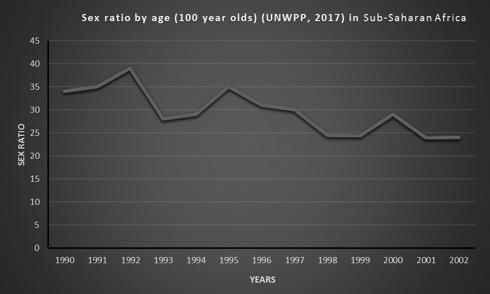 Sex ratio by age (100 year olds) (UNWPP, 2017) in Sub-Saharan Africa
45
40
35
30
25
20
15
10
5
0
SEX RATIO
1990 1991 1992 1993 1994 1995 1996 1997 1998 1999 2000 2001 2002
YEARS